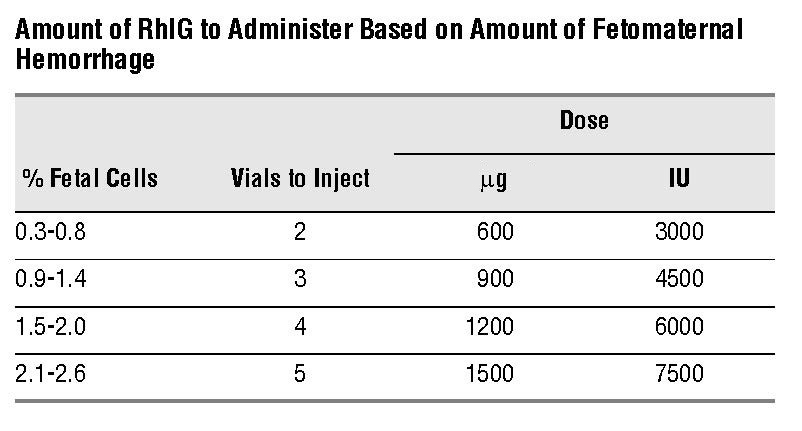 Amount of RhIG to Administer Based on Amount of Fetomaternal
Hemorrhage
Dose
% Fetal Cells Vials to Inject μg IU
0.3-0.8 2 600 3000
0.9-1.4 3 900 4500
1.5-2.0 4 1200 6000
2.1-2.6 5 1500 7500